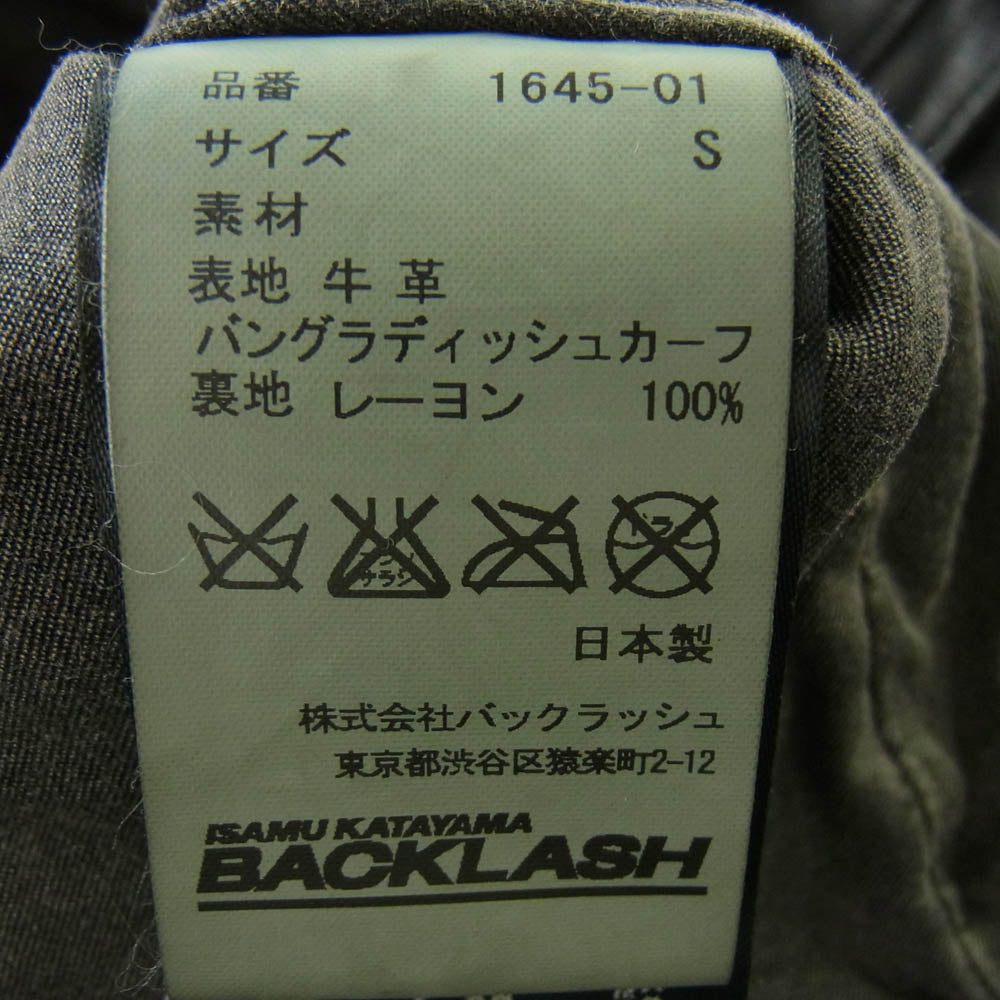 品番 1645-01
サイズ S
素材
表地 牛革
バングラディッシュカーフ
裏地 レーヨン 100%
ドライ
日本製
株式会社バックラッシュ
東京都渋谷区猿楽町2-12
ISAMU KATAYAMA
BACKLASH